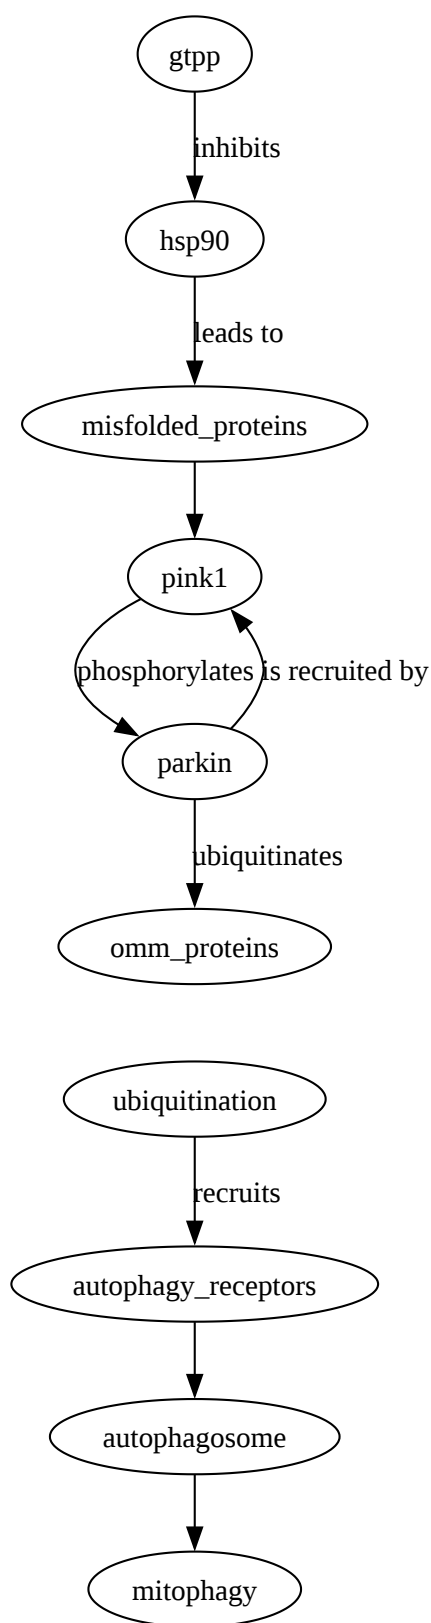 gtpp
inhibits
hsp90
leads to
misfolded_proteins
pink1
phosphorylates
is recruited by
parkin
ubiquitinates
omm_proteins
ubiquitination
recruits
autophagy_receptors
autophagosome
mitophagy